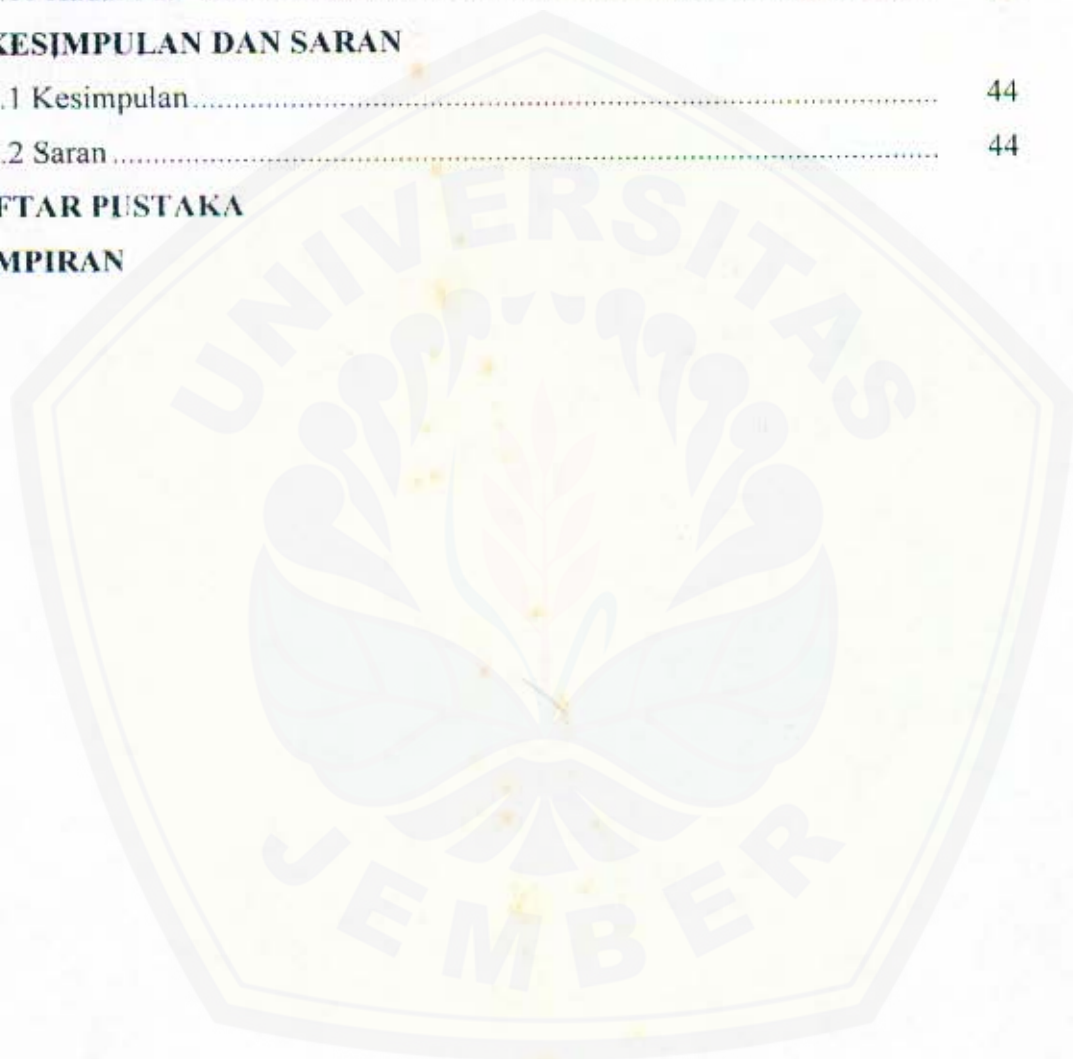 KESIMPULAN DAN SARAN
.1 Kesimpulan........ 44
.2 Saran........ 44
FTAR PUSTAKA
MPIRAN
UNIVERSITAS
JEMBER